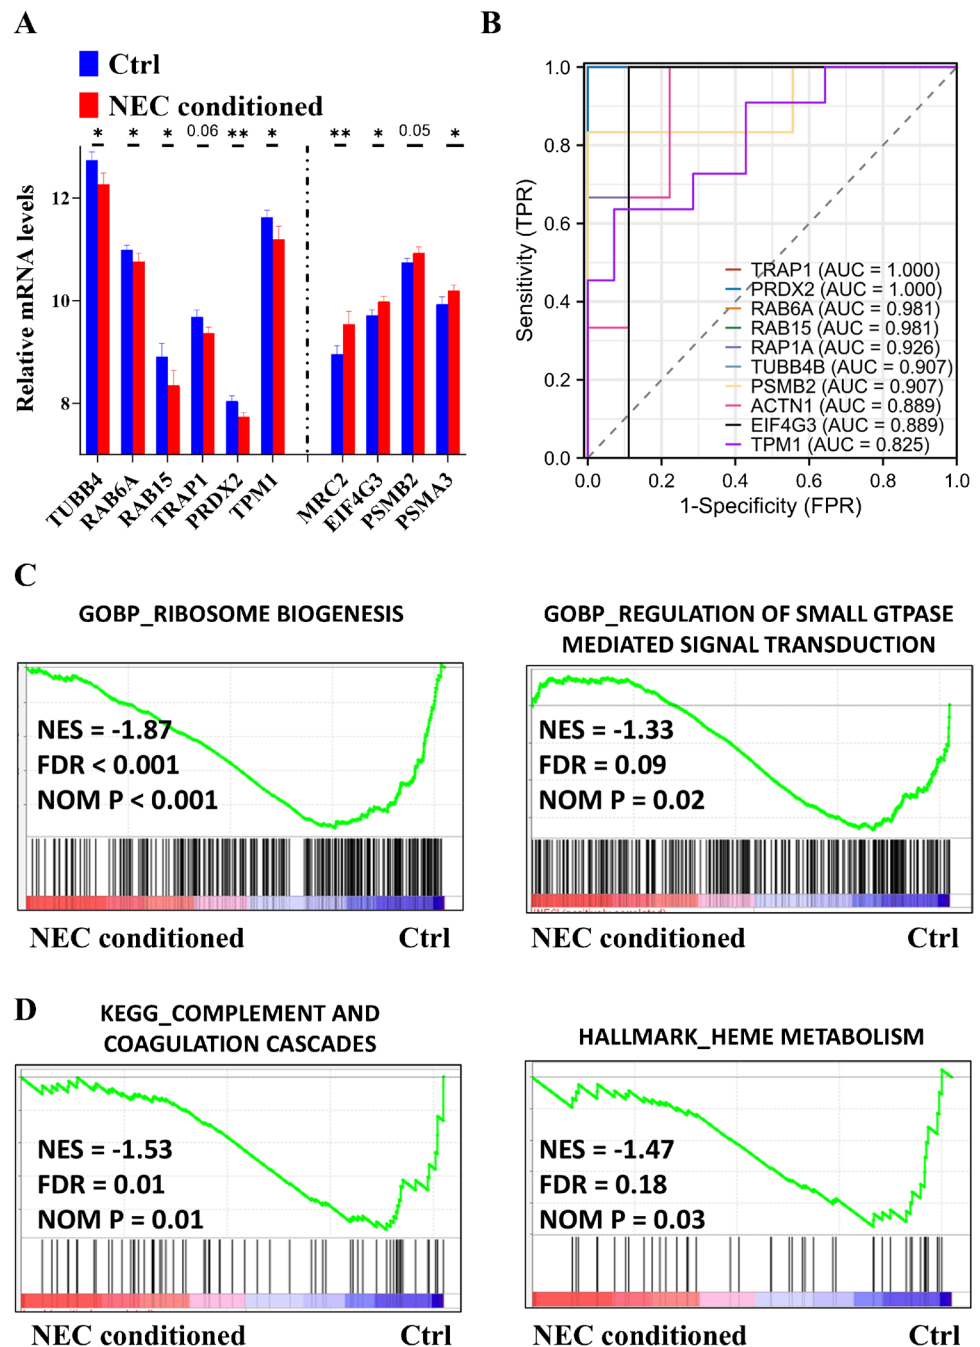 A
Ctrl
NEC conditioned
* * * 0.06 ** * ** * 0.05 *
Relative mRNA levels
12
10
8
TUBB4
RAB6A
RAB15
TRAP1
PRDX2
TPM1
MRC2
EIF4G3
PSMB2
PSMA3
B
Sensitivity (TPR)
1.0
0.8
0.6
0.4
0.2
0.0
TRAP1 (AUC = 1.000)
PRDX2 (AUC = 1.000)
RAB6A (AUC = 0.981)
RAB15 (AUC = 0.981)
RAP1A (AUC = 0.926)
TUBB4B (AUC = 0.907)
PSMB2 (AUC = 0.907)
ACTN1 (AUC = 0.889)
EIF4G3 (AUC = 0.889)
TPM1 (AUC = 0.825)
0.0 0.2 0.4 0.6 0.8 1.0
1-Specificity (FPR)
C
GOBP_RIBOSOME BIOGENESIS
NES = -1.87
FDR < 0.001
NOM P < 0.001
NEC conditioned Ctrl
GOBP_REGULATION OF SMALL GTPASE
MEDIATED SIGNAL TRANSDUCTION
NES = -1.33
FDR = 0.09
NOM P = 0.02
NEC conditioned Ctrl
D
KEGG_COMPLEMENT AND
COAGULATION CASCADES
NES = -1.53
FDR = 0.01
NOM P = 0.01
NEC conditioned Ctrl
HALLMARK_HEME METABOLISM
NES = -1.47
FDR = 0.18
NOM P = 0.03
NEC conditioned Ctrl